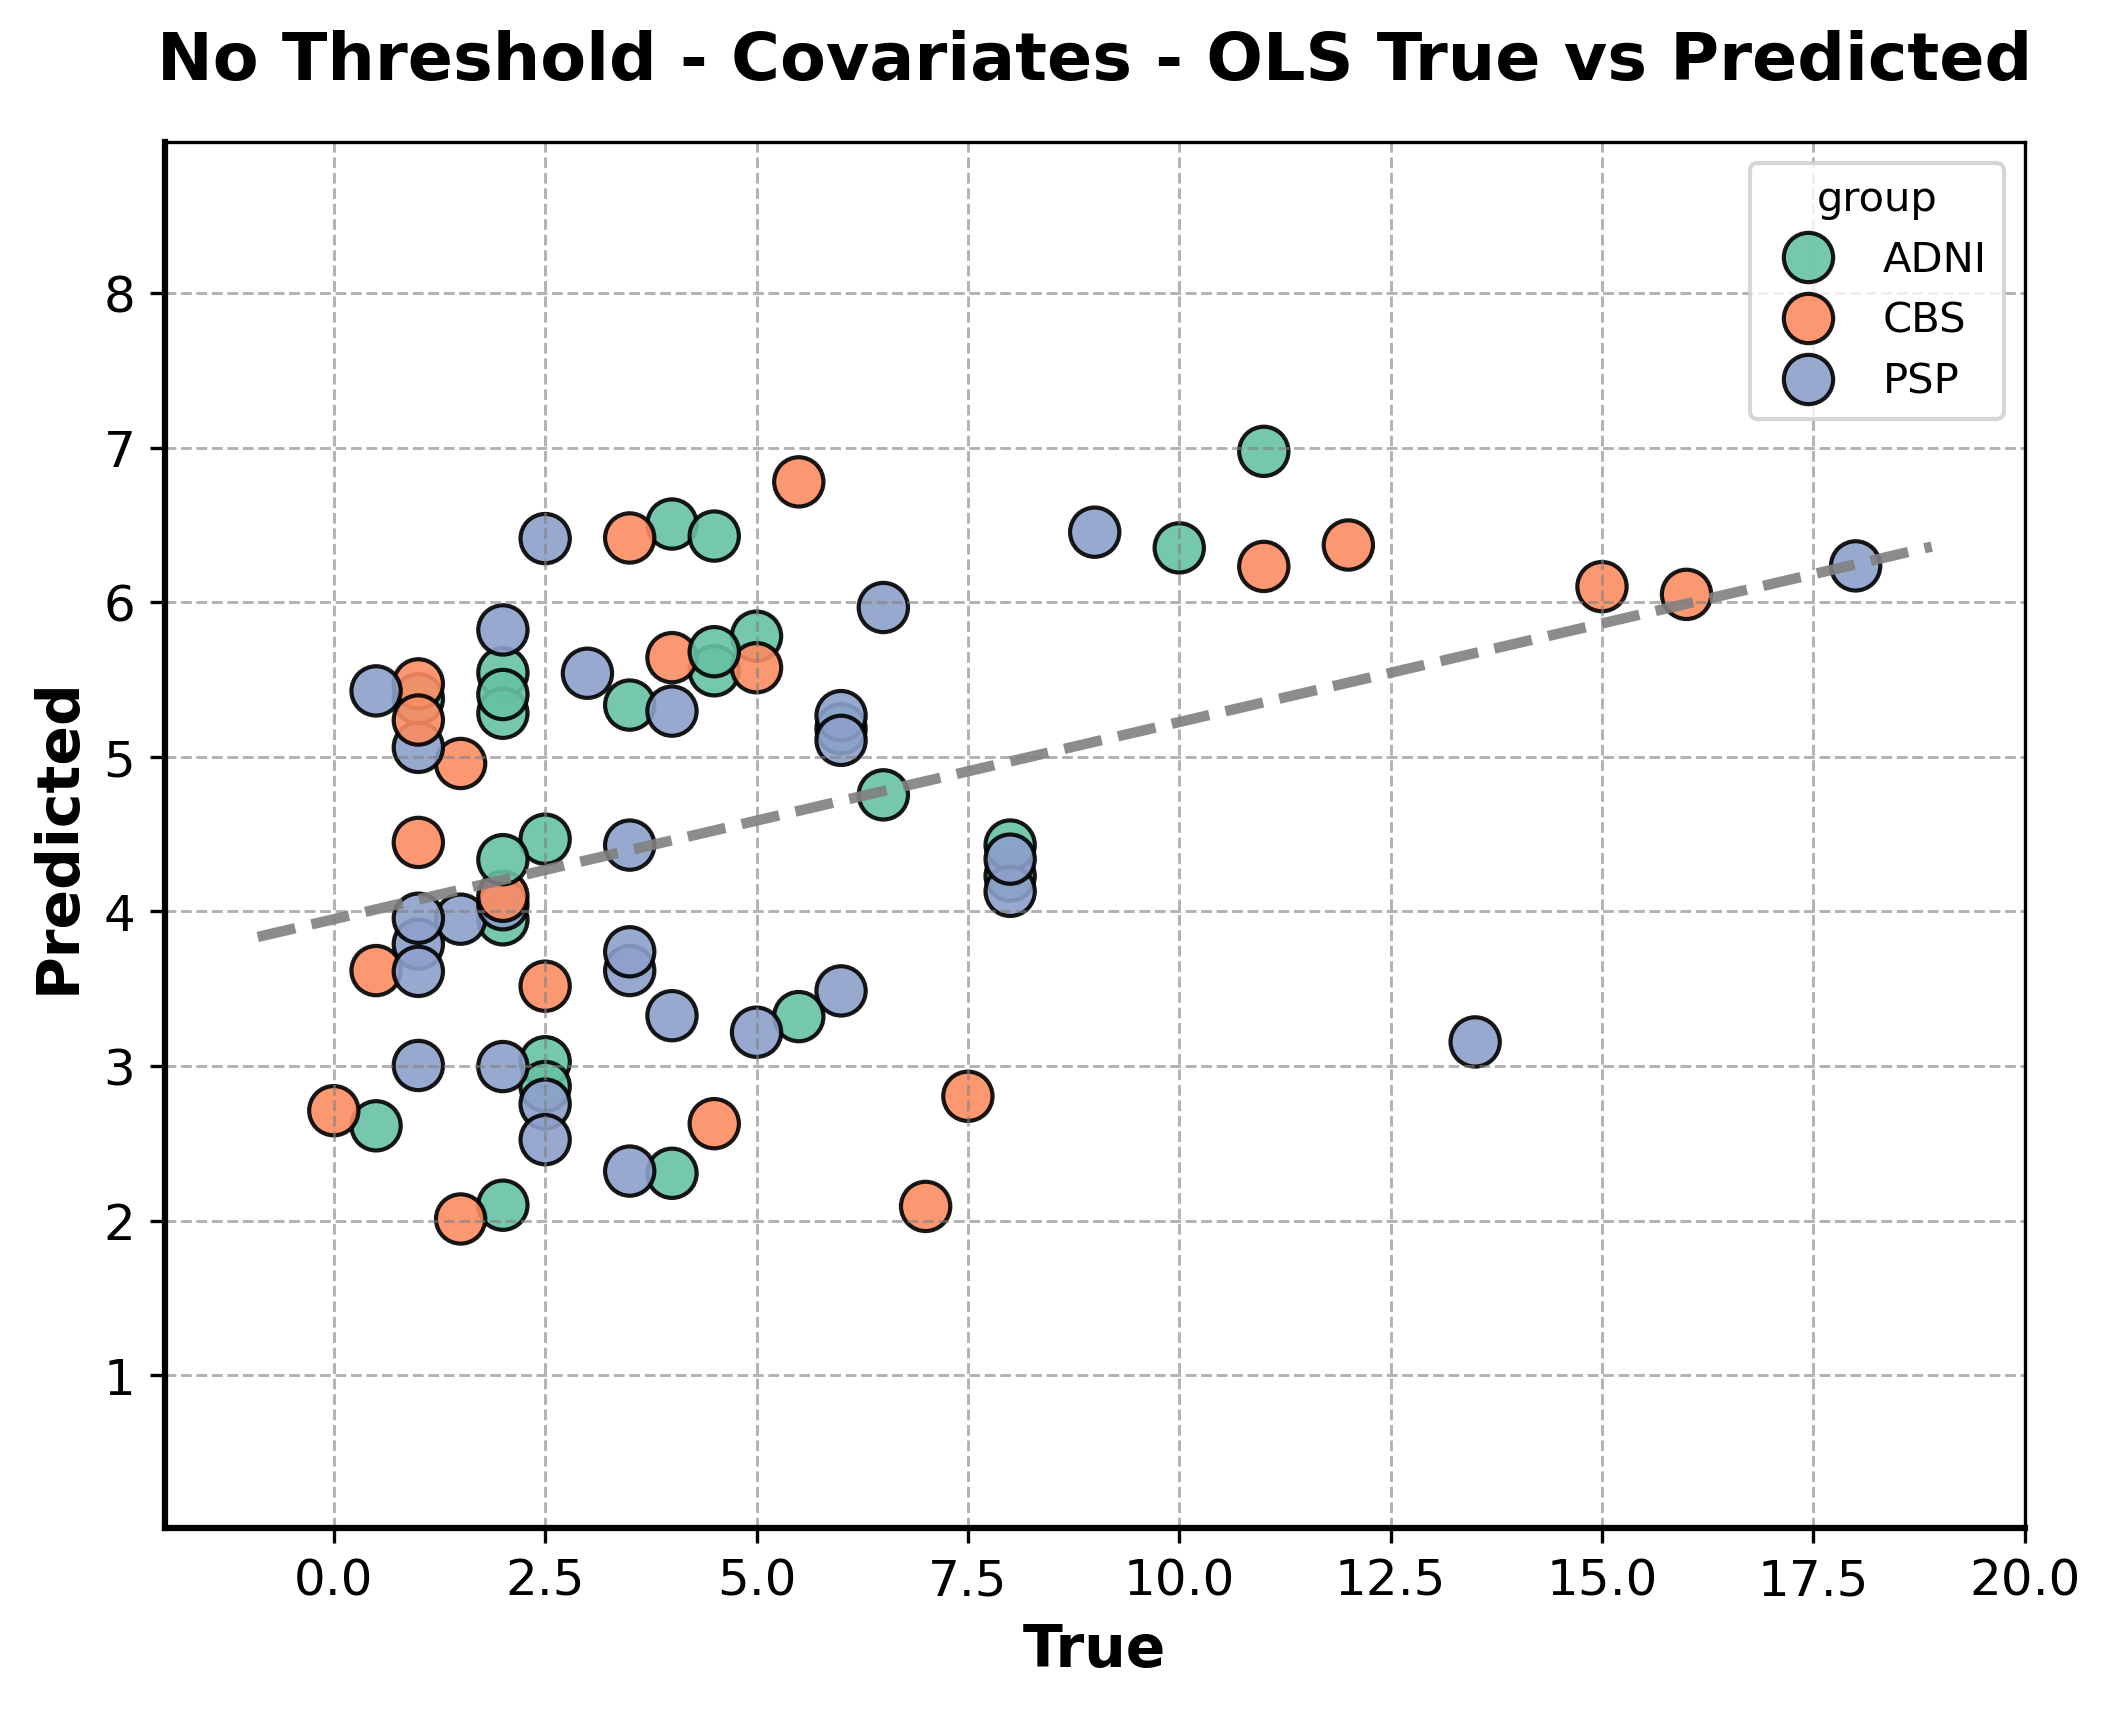 No Threshold - Covariates - OLS True vs Predicted
group
ADNI
CBS
PSP
8
7
6
5
4
3
2
1
Predicted
0.0 2.5 5.0 7.5 10.0 12.5 15.0 17.5 20.0
True